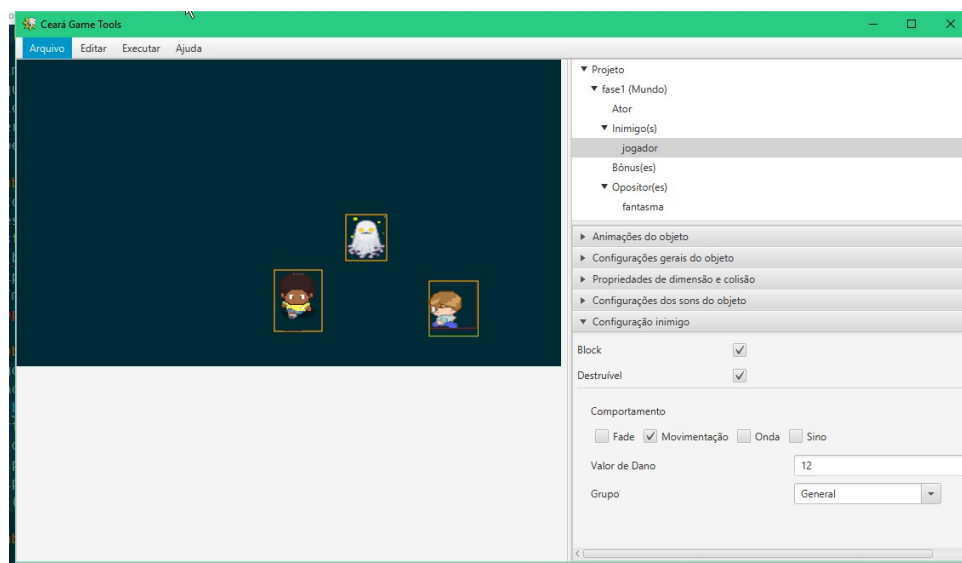 Ceará Game Tools
Arquivo Editar Executar Ajuda
Projeto
fase1 (Mundo)
Ator
Inimigo(s)
jogador
Bônus(es)
Opositor(es)
fantasma
Animações do objeto
Configurações gerais do objeto
Propriedades de dimensão e colisão
Configurações dos sons do objeto
Configuração inimigo
Block
Destruível
Comportamento
Fade Movimentação Onda Sino
Valor de Dano 12
Grupo General